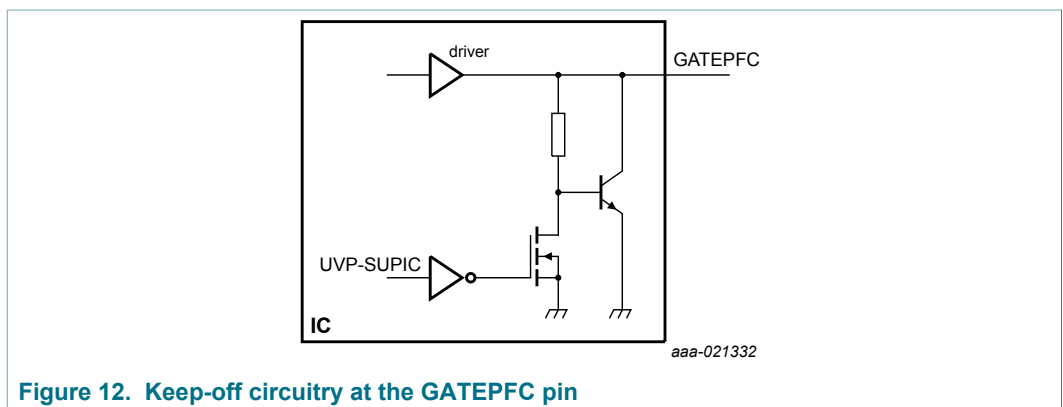 driver
GATEPFC
UVP-SUPIC
IC
aaa-021332
Figure 12. Keep-off circuitry at the GATEPFC pin